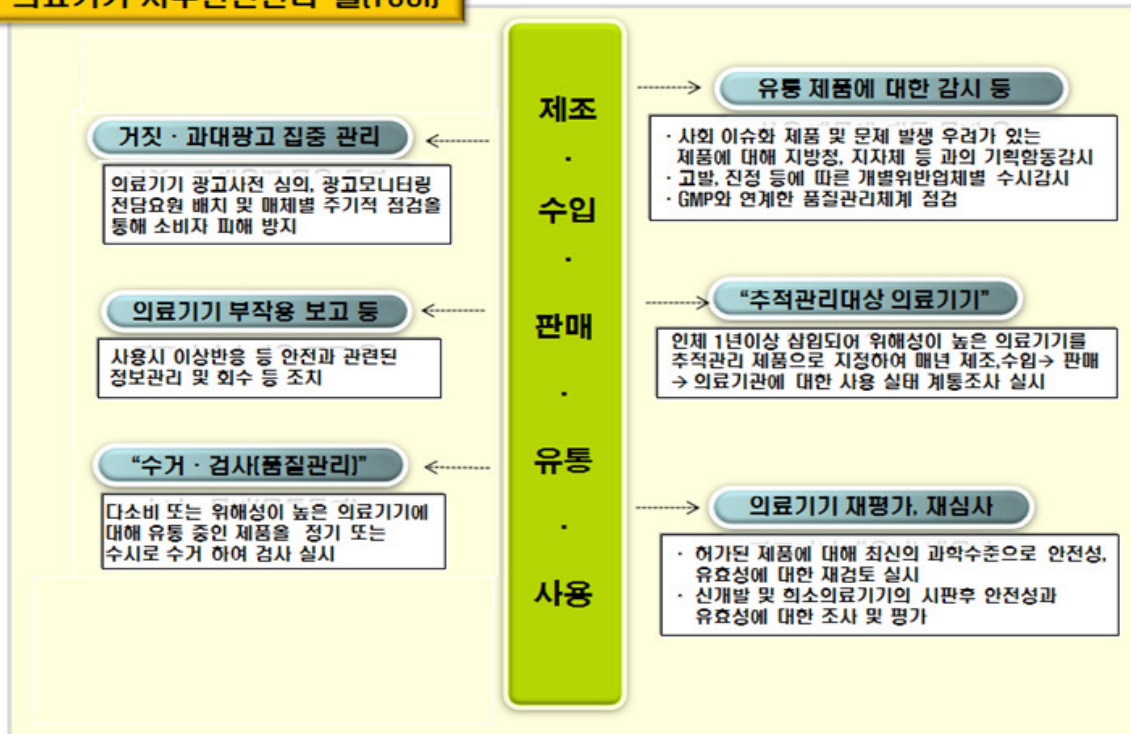 의료기기 사후안전관리 툴(Tool)
거짓 · 과대광고 집중 관리
의료기기 광고사전 심의, 광고모니터링
전담요원 배치 및 매체별 주기적 점검을
통해 소비자 피해 방지
의료기기 부작용 보고 등
사용시 이상반응 등 안전과 관련된
정보관리 및 회수 등 조치
“수거 · 검사(품질관리)”
다소비 또는 위해성이 높은 의료기기에
대해 유통 중인 제품을 정기 또는
수시로 수거 하여 검사 실시
제조
·
수입
·
판매
·
유통
·
사용
유통 제품에 대한 감시 등
· 사회 이슈화 제품 및 문제 발생 우려가 있는
제품에 대해 지방청, 지자체 등 과의 기획합동감시
· 고발, 진정 등에 따른 개별위반업체별 수시감시
· GMP와 연계한 품질관리체계 점검
“추적관리대상 의료기기”
인체 1년이상 삽입되어 위해성이 높은 의료기기를
추적관리 제품으로 지정하여 매년 제조,수입→ 판매
→ 의료기관에 대한 사용 실태 계통조사 실시
의료기기 재평가, 재심사
· 허가된 제품에 대해 최신의 과학수준으로 안전성,
유효성에 대한 재검토 실시
· 신개발 및 희소의료기기의 시판후 안전성과
유효성에 대한 조사 및 평가